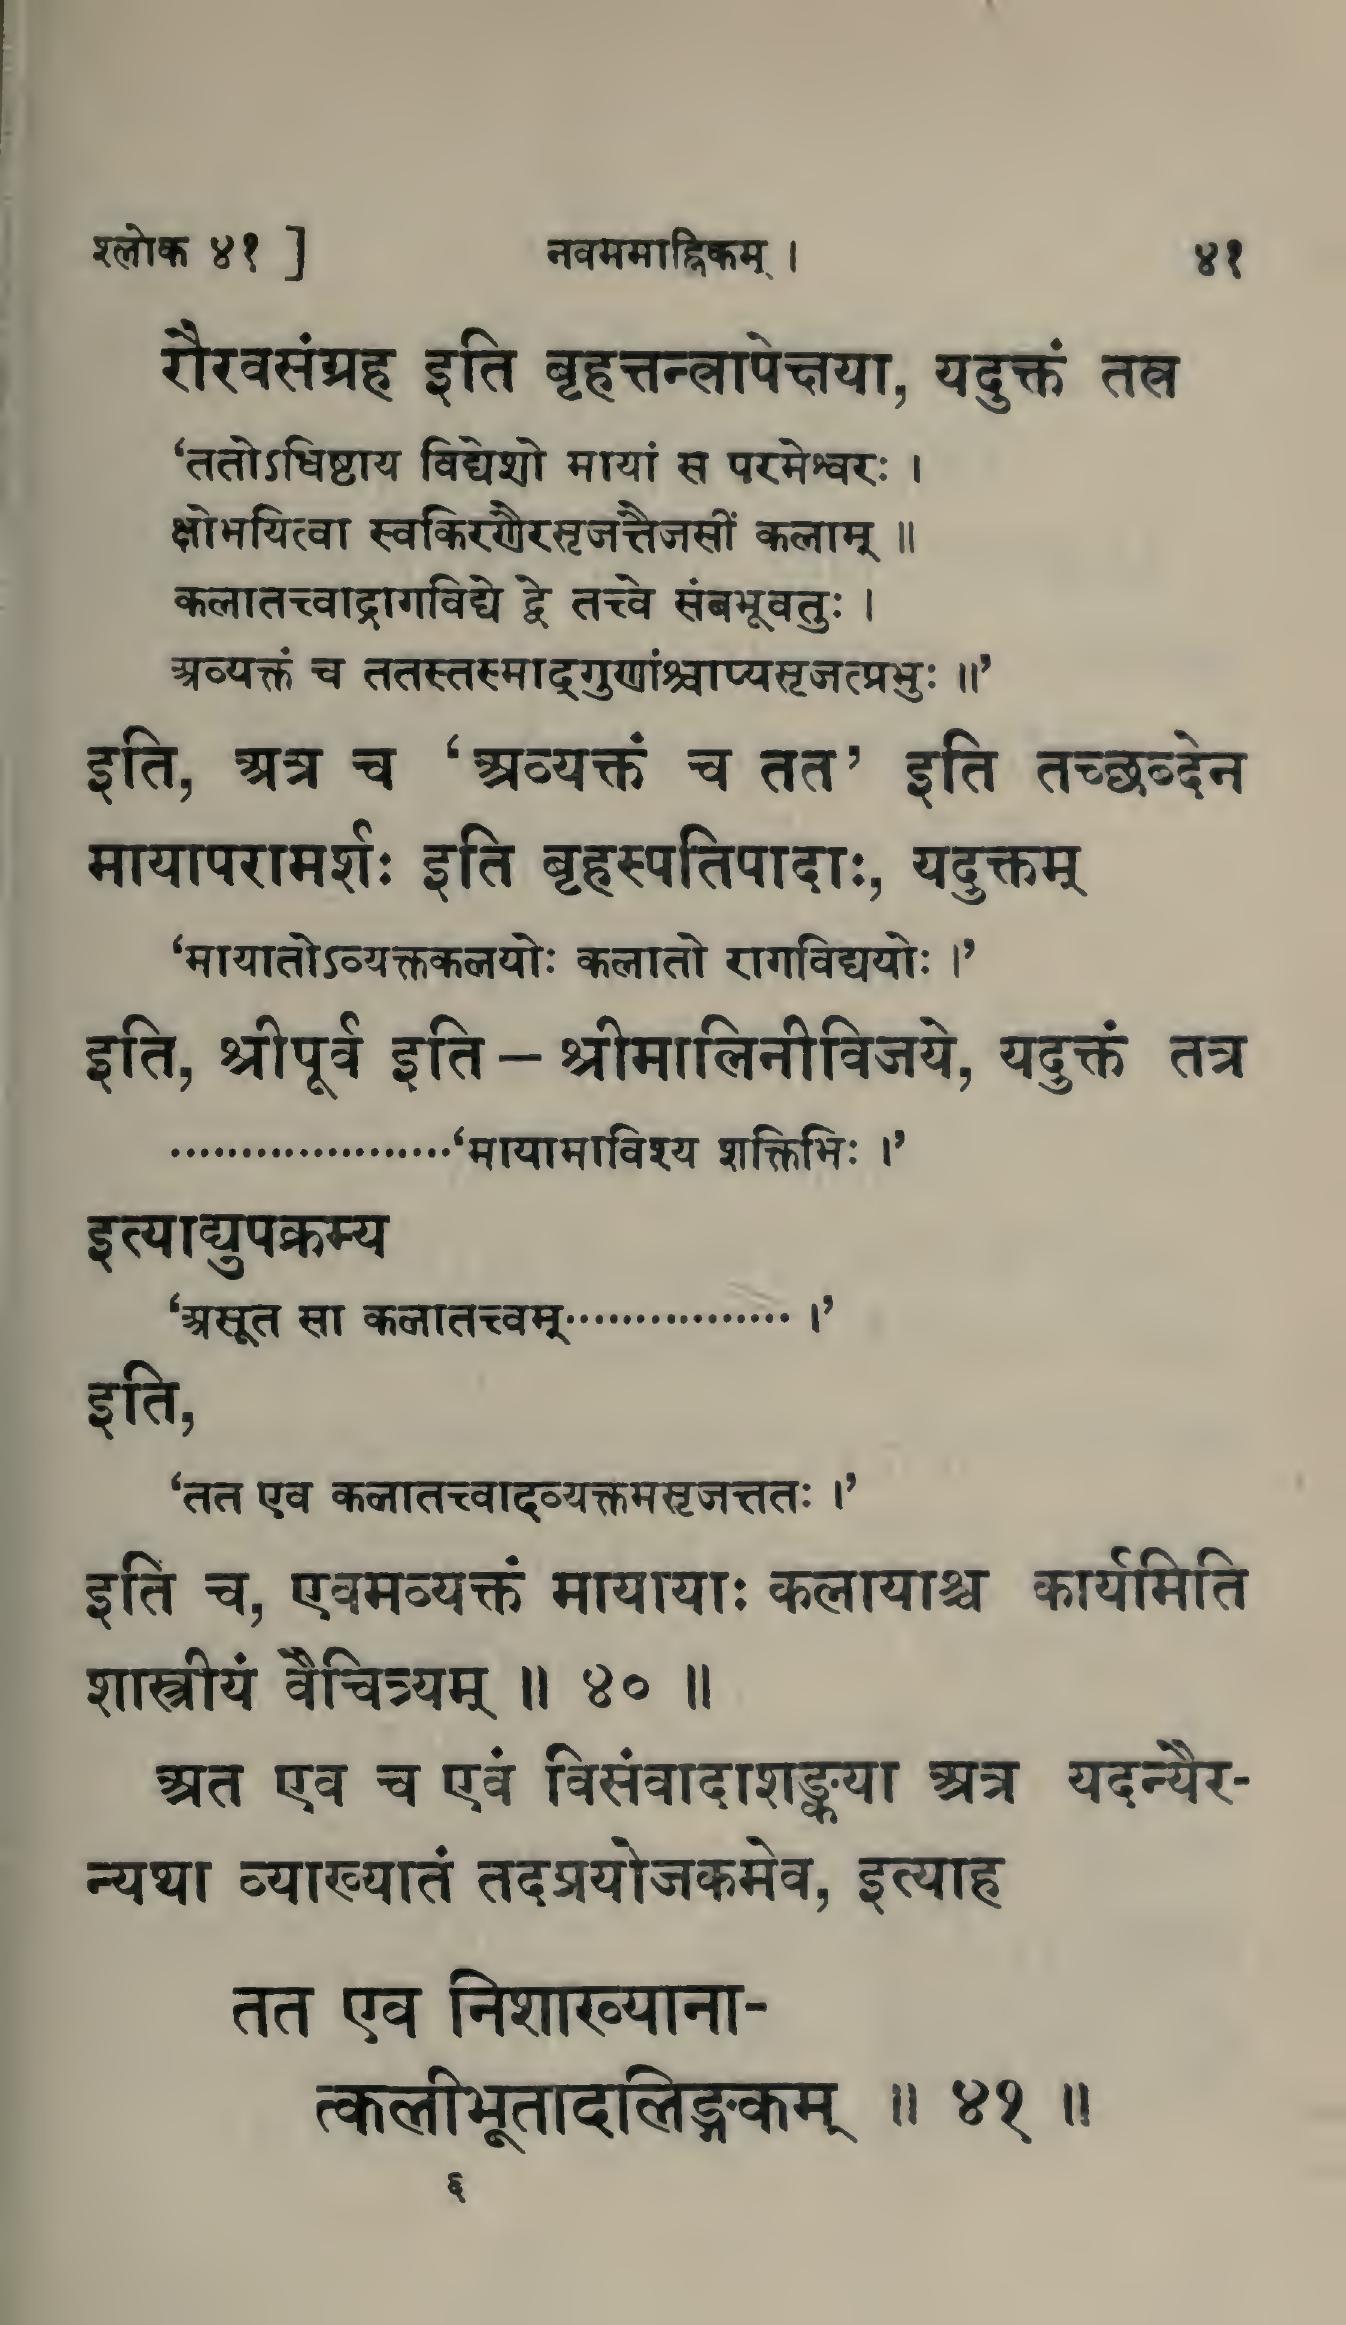 श्लोक ४१ ] नवममाह्निकम् । ४१
रौरवसंग्रह इति बृहत्तन्त्रापेक्षया, यदुक्तं तत्र
‘ततोऽधिष्टाय विद्येशो मायां स परमेश्वरः ।
क्षोभयित्वा स्वकिरणैरसृजत्तैजसीं कलाम् ॥
कलातत्त्वाद्रागविद्ये द्वे तत्त्वे संबभूवतुः ।
अव्यक्तं च ततस्तस्माद्गुणांश्चाप्यसृजत्प्रभुः ॥’
इति, अत्र च ‘अव्यक्तं च तत’ इति तच्छब्देन
मायापरामर्शः इति बृहस्पतिपादाः, यदुक्तम्
‘मायातोऽव्यक्तकलयोः कलातो रागविद्ययोः ।’
इति, श्रीपूर्व इति – श्रीमालिनीविजये, यदुक्तं तत्र
····················‘मायामाविश्य शक्तिभिः ।’
इत्याद्युपक्रम्य
‘असूत सा कलातत्त्वम्················ ।’
इति,
‘तत एव कलातत्त्वादव्यक्तमसृजत्ततः ।’
इति च, एवमव्यक्तं मायायाः कलायाश्च कार्यमिति
शास्त्रीयं वैचित्र्यम् ॥ ४० ॥
अत एव च एवं विसंवादाशङ्कया अत्र यदन्यैर-
न्यथा व्याख्यातं तदप्रयोजकमेव, इत्याह
तत एव निशाख्याना-
त्कलीभूतादलिङ्गकम् ॥ ४१ ॥
६